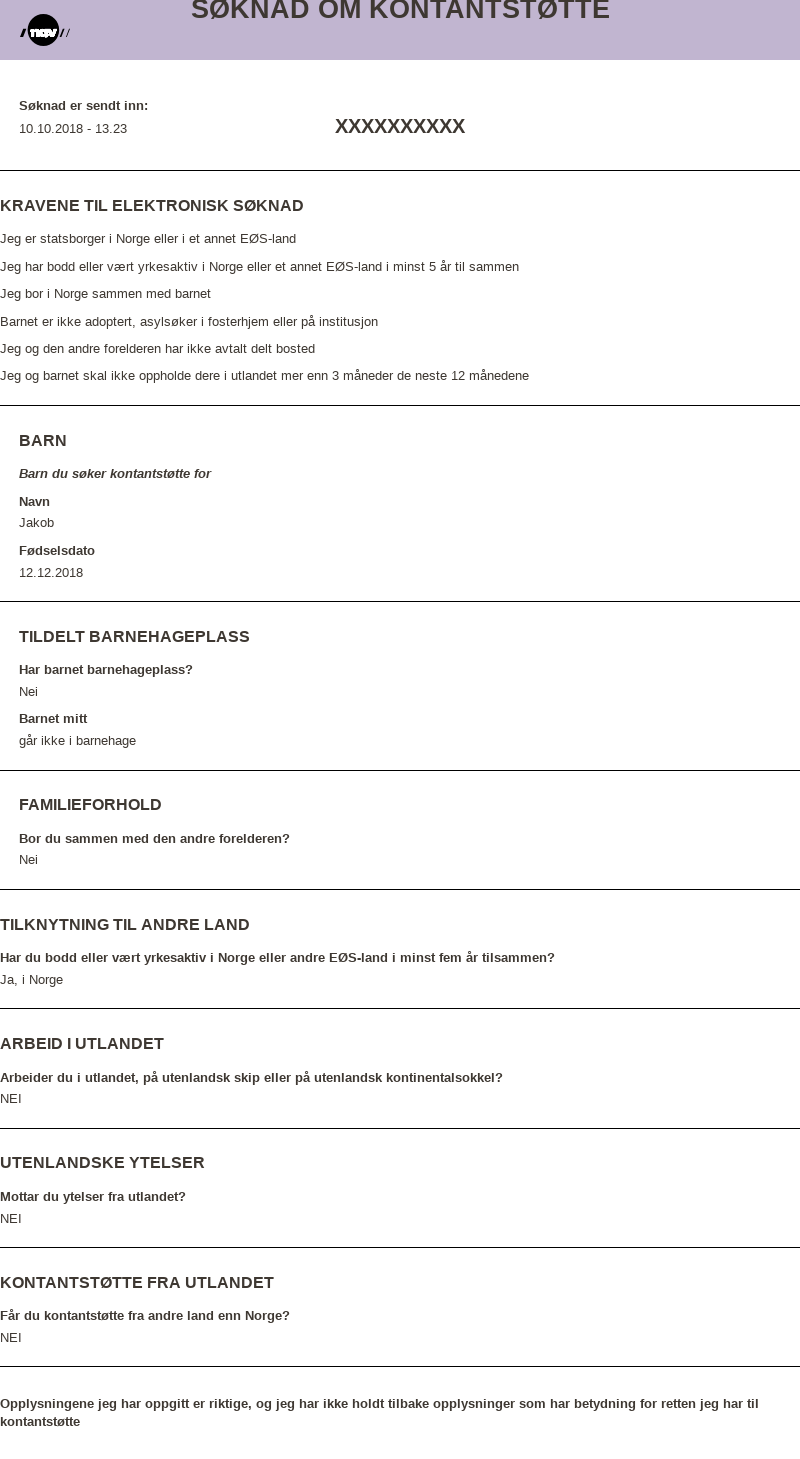 SØKNAD OM KONTANTSTØTTE
nav
Søknad er sendt inn:
10.10.2018 - 13.23
XXXXXXXXXX
KRAVENE TIL ELEKTRONISK SØKNAD
Jeg er statsborger i Norge eller i et annet EØS-land
Jeg har bodd eller vært yrkesaktiv i Norge eller et annet EØS-land i minst 5 år til sammen
Jeg bor i Norge sammen med barnet
Barnet er ikke adoptert, asylsøker i fosterhjem eller på institusjon
Jeg og den andre forelderen har ikke avtalt delt bosted
Jeg og barnet skal ikke oppholde dere i utlandet mer enn 3 måneder de neste 12 månedene
BARN
Barn du søker kontantstøtte for
Navn
Jakob
Fødselsdato
12.12.2018
TILDELT BARNEHAGEPLASS
Har barnet barnehageplass?
Nei
Barnet mitt
går ikke i barnehage
FAMILIEFORHOLD
Bor du sammen med den andre forelderen?
Nei
TILKNYTNING TIL ANDRE LAND
Har du bodd eller vært yrkesaktiv i Norge eller andre EØS-land i minst fem år tilsammen?
Ja, i Norge
ARBEID I UTLANDET
Arbeider du i utlandet, på utenlandsk skip eller på utenlandsk kontinentalsokkel?
NEI
UTENLANDSKE YTELSER
Mottar du ytelser fra utlandet?
NEI
KONTANTSTØTTE FRA UTLANDET
Får du kontantstøtte fra andre land enn Norge?
NEI
Opplysningene jeg har oppgitt er riktige, og jeg har ikke holdt tilbake opplysninger som har betydning for retten jeg har til
kontantstøtte